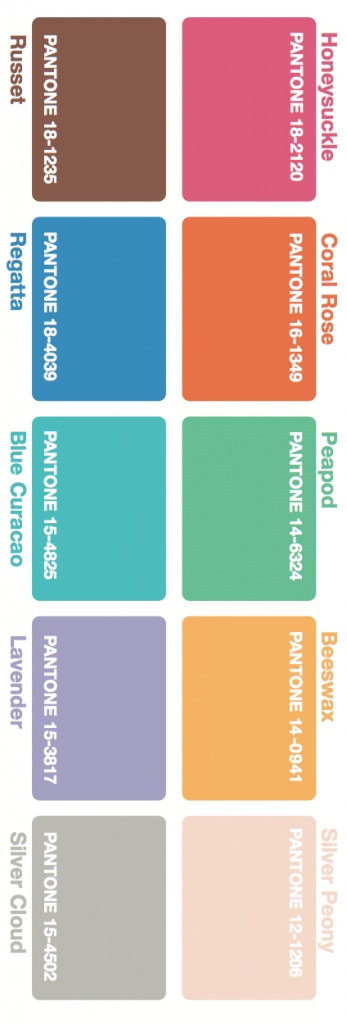 Honeysuckle
PANTONE 18-2120
Coral Rose
PANTONE 16-1349
Peapod
PANTONE 14-6324
Beeswax
PANTONE 14-0941
Silver Peony
PANTONE 12-1206
PANTONE 18-1235
Russet
PANTONE 18-4039
Regatta
PANTONE 15-4825
Blue Curacao
PANTONE 15-3817
Lavender
PANTONE 15-4502
Silver Cloud